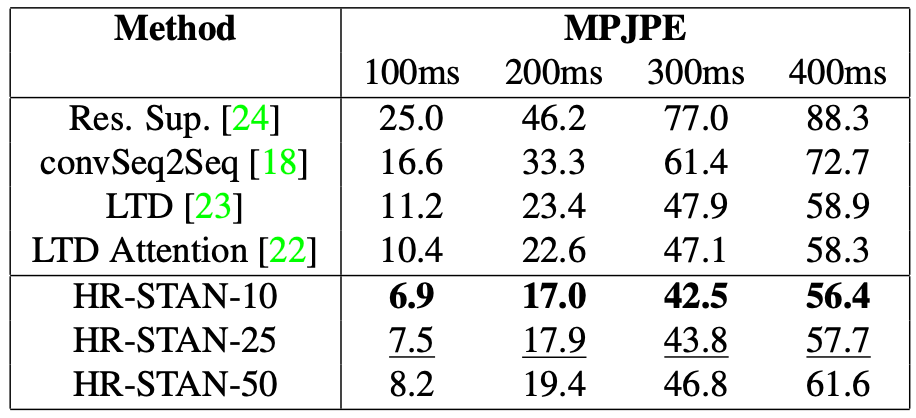 Method MPJPE
100ms 200ms 300ms 400ms
Res. Sup. [24] 25.0 46.2 77.0 88.3
convSeq2Seq [18] 16.6 33.3 61.4 72.7
LTD [23] 11.2 23.4 47.9 58.9
LTD Attention [22] 10.4 22.6 47.1 58.3
HR-STAN-10 6.9 17.0 42.5 56.4
HR-STAN-25 7.5 17.9 43.8 57.7
HR-STAN-50 8.2 19.4 46.8 61.6